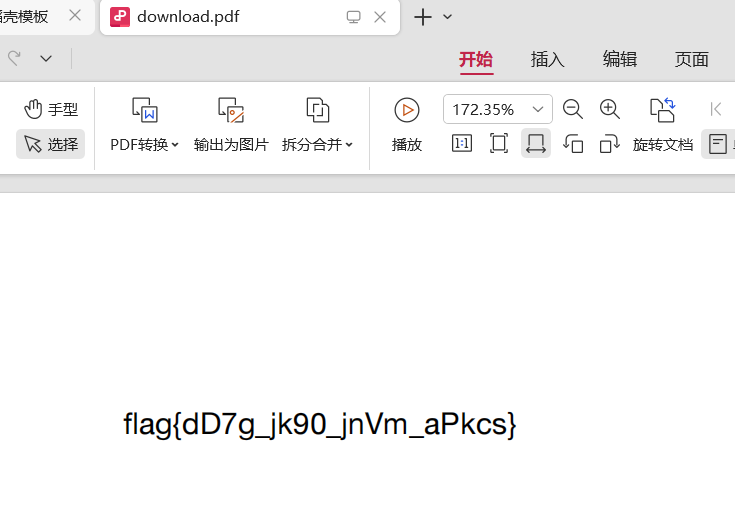 壳模板
download.pdf
开始
插入
编辑
页面
手型
选择
PDF转换
输出为图片
拆分合并
播放
172.35%
1:1
旋转文档
flag{dD7g_jk90_jnVm_aPkcs}